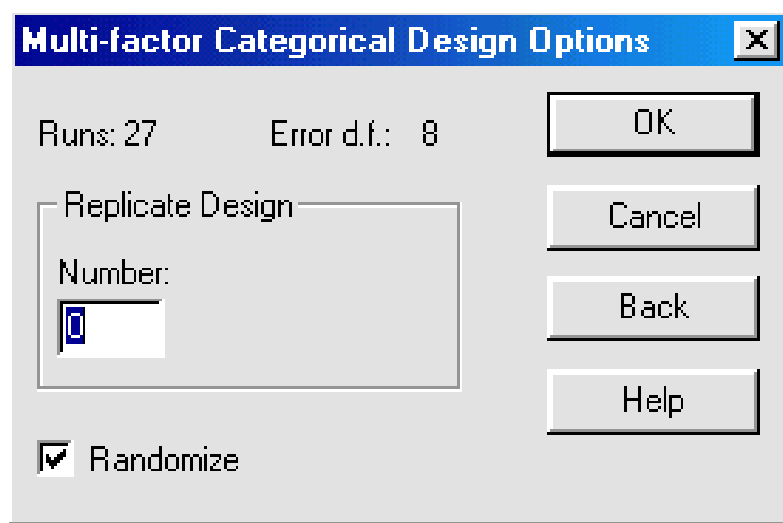 Multi-factor Categorical Design Options
Runs: 27 Error d.f.: 8
Replicate Design
Number:
0
Randomize
OK
Cancel
Back
Help